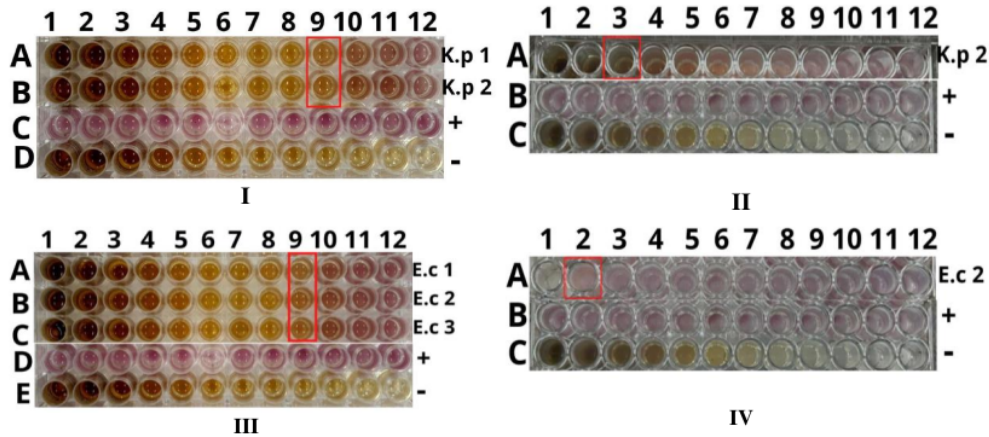 1 2 3 4 5 6 7 8 9 10 11 12
A K.p 1
B K.p 2
C +
D -
I
1 2 3 4 5 6 7 8 9 10 11 12
A K.p 2
B +
C -
II
1 2 3 4 5 6 7 8 9 10 11 12
A E.c 1
B E.c 2
C E.c 3
D +
E -
III
1 2 3 4 5 6 7 8 9 10 11 12
A E.c 2
B +
C -
IV